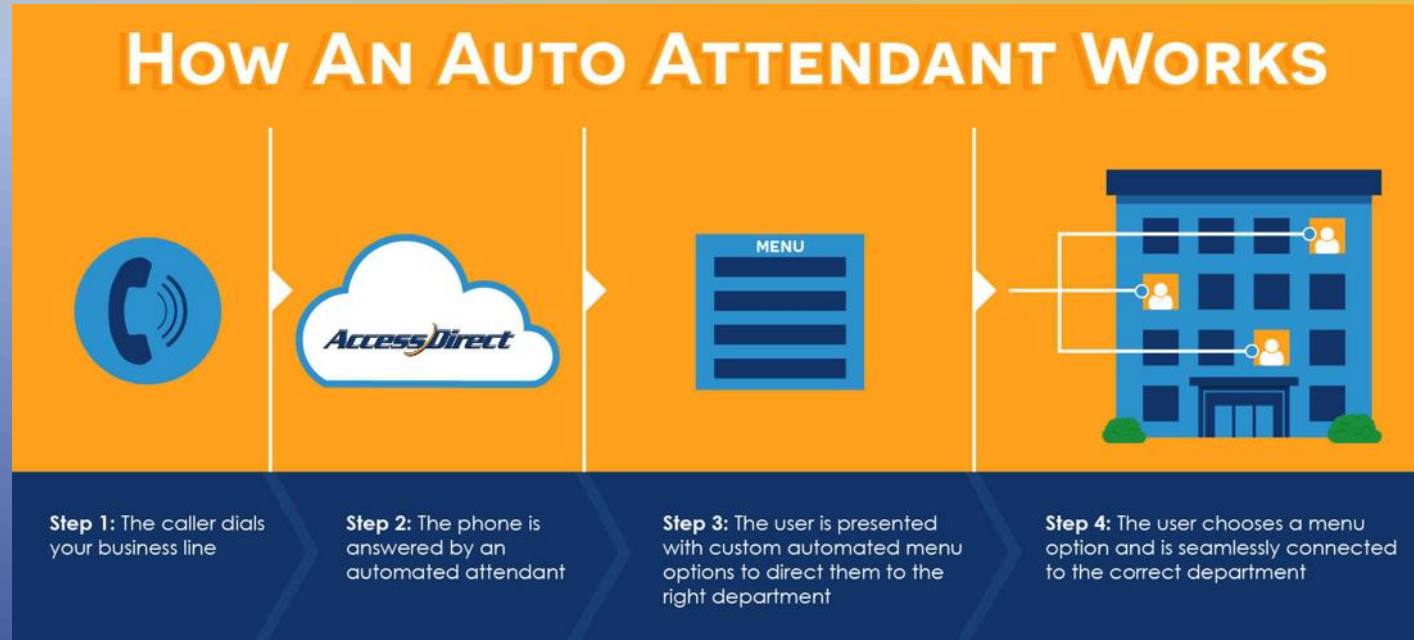 HOW AN AUTO ATTENDANT WORKS
AccessDirect
MENU
Step 1: The caller dials
your business line
Step 2: The phone is
answered by an
automated attendant
Step 3: The user is presented
with custom automated menu
options to direct them to the
right department
Step 4: The user chooses a menu
option and is seamlessly connected
to the correct department